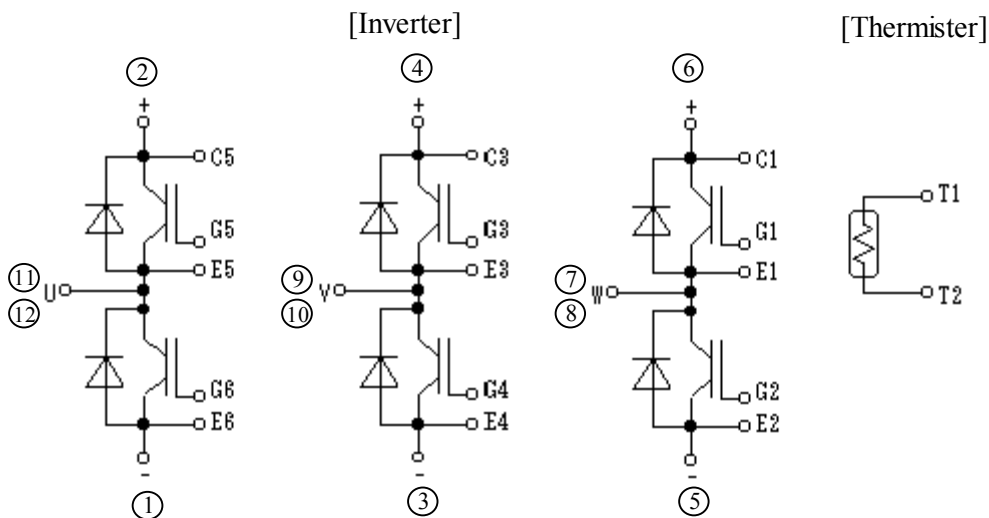 [Inverter]
[Thermister]
2
4
6
+
+
+
C5
C3
C1
G5
G3
G1
T1
E5
E3
E1
11
U
12
9
V
10
7
W
8
T2
G6
G4
G2
E6
E4
E2
-
-
-
1
3
5